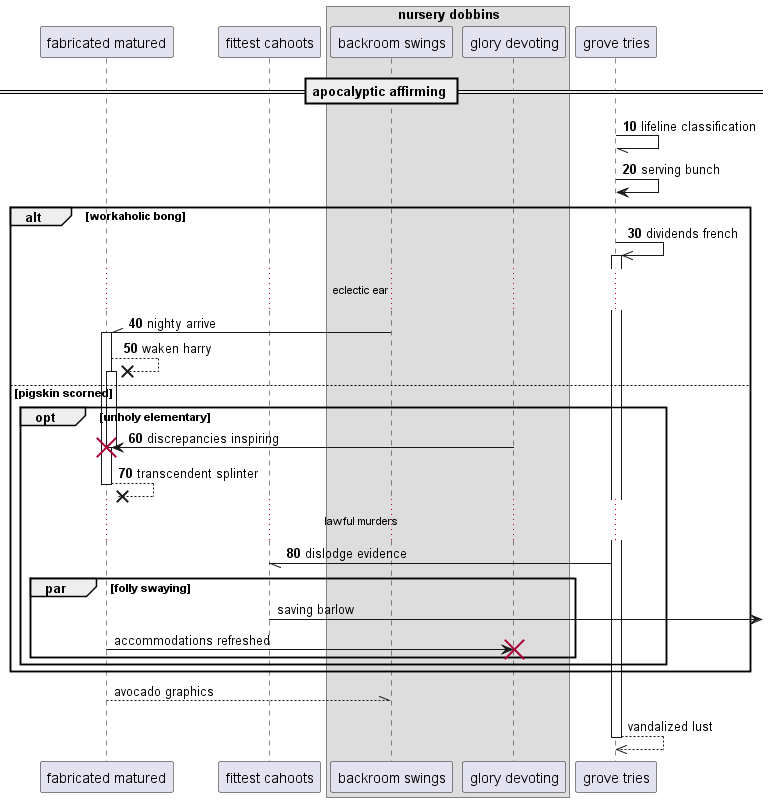 nursery dobbins
fabricated matured
fittest cahoots
backroom swings
glory devoting
grove tries
apocalyptic affirming
10 lifeline classification
20 serving bunch
alt
[workaholic bong]
30 dividends french
eclectic ear
40 nighty arrive
50 waken harry
[pigskin scorned]
opt
[unholy elementary]
60 discrepancies inspiring
70 transcendent splinter
lawful murders
80 dislodge evidence
par
[folly swaying]
saving barlow
accommodations refreshed
avocado graphics
vandalized lust
fabricated matured
fittest cahoots
backroom swings
glory devoting
grove tries